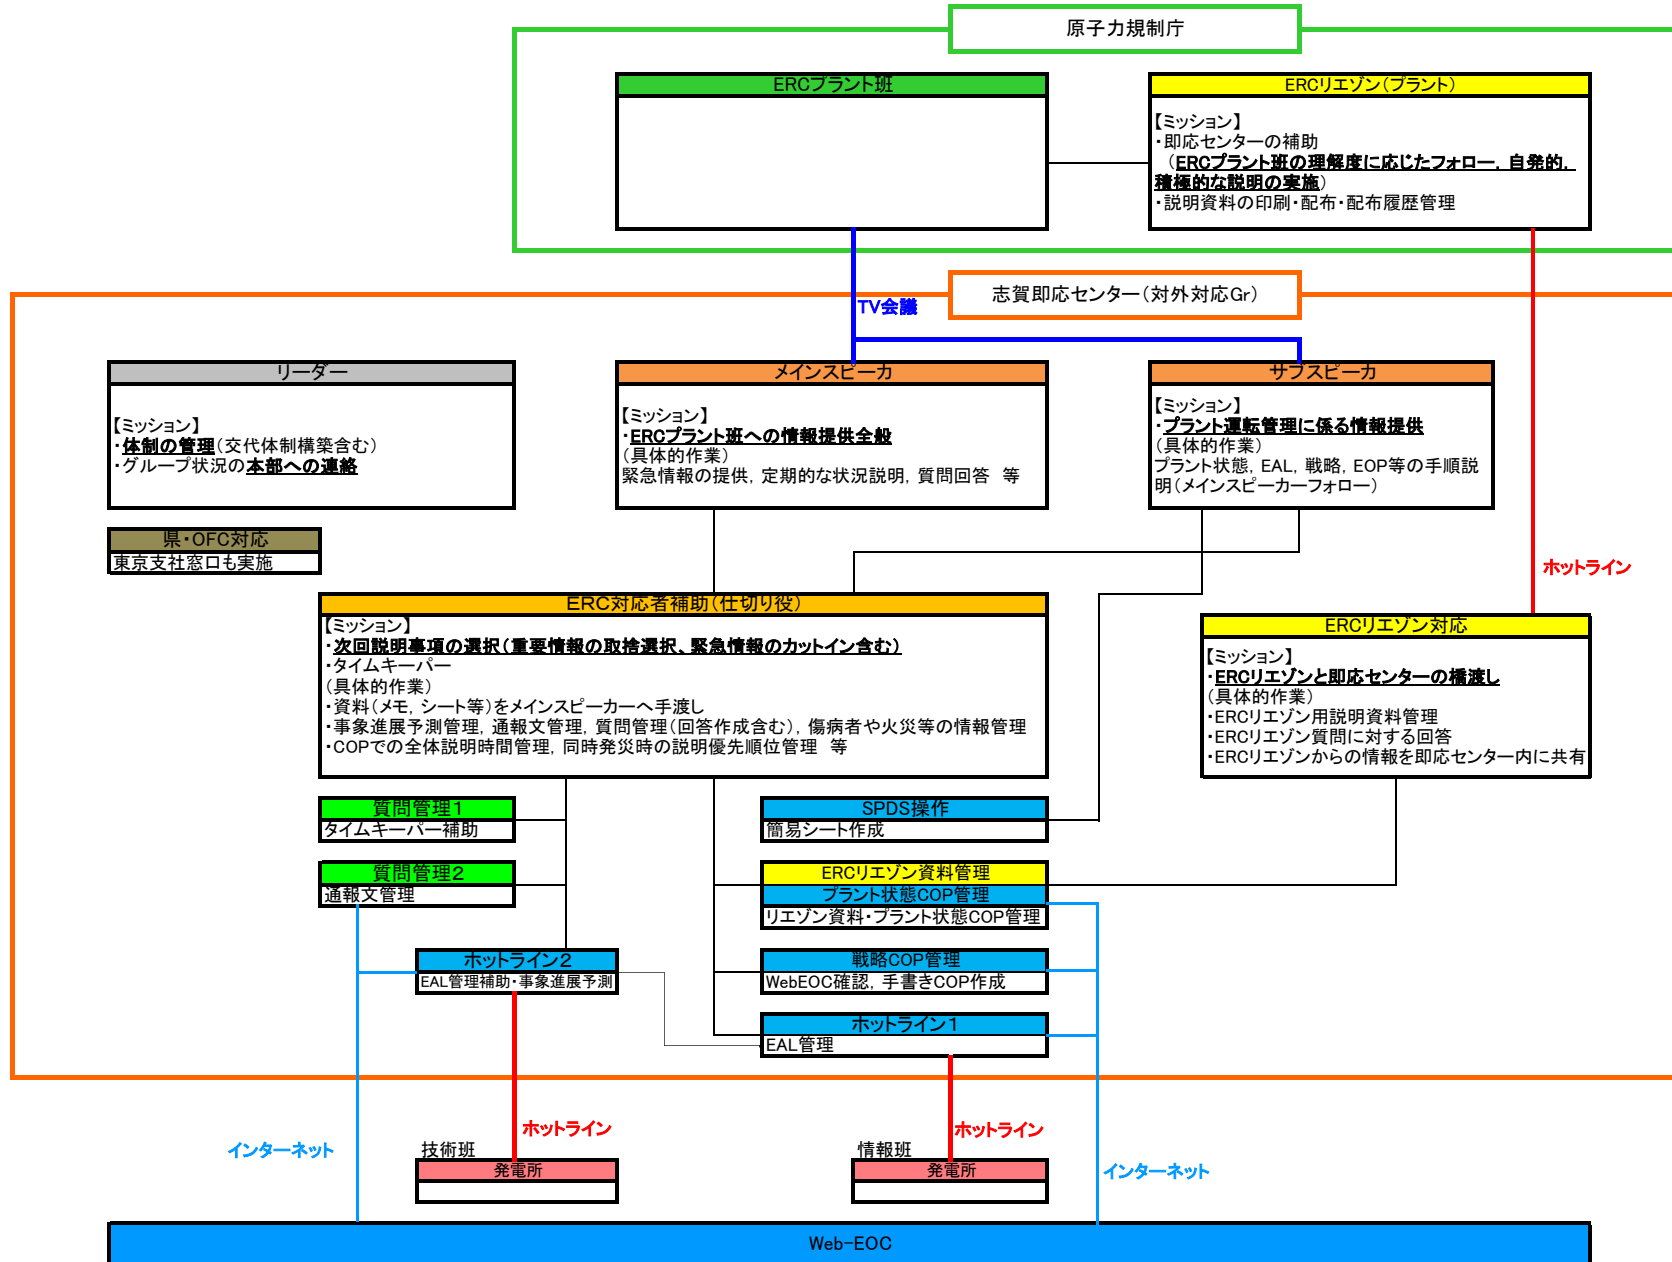 原子力規制庁
ERCプラント班
ERCリエゾン(プラント)
【ミッション】
・即応センターの補助
(ERCプラント班の理解度に応じたフォロー，自発的，
積極的な説明の実施)
・説明資料の印刷・配布・配布履歴管理
志賀即応センター(対外対応Gr)
TV会議
リーダー
【ミッション】
・体制の管理(交代体制構築含む)
・グループ状況の本部への連絡
メインスピーカ
【ミッション】
・ERCプラント班への情報提供全般
(具体的作業)
緊急情報の提供，定期的な状況説明，質問回答　等
サブスピーカ
【ミッション】
・プラント運転管理に係る情報提供
(具体的作業)
プラント状態，EAL，戦略，EOP等の手順説
明(メインスピーカーフォロー)
県・OFC対応
東京支社窓口も実施
ホットライン
ERC対応者補助(仕切り役)
【ミッション】
・次回説明事項の選択(重要情報の取捨選択、緊急情報のカットイン含む)
・タイムキーパー
(具体的作業)
・資料(メモ，シート等)をメインスピーカーへ手渡し
・事象進展予測管理，通報文管理，質問管理(回答作成含む)，傷病者や火災等の情報管理
・COPでの全体説明時間管理，同時発災時の説明優先順位管理　等
ERCリエゾン対応
【ミッション】
・ERCリエゾンと即応センターの橋渡し
(具体的作業)
・ERCリエゾン用説明資料管理
・ERCリエゾン質問に対する回答
・ERCリエゾンからの情報を即応センター内に共有
質問管理1
タイムキーパー補助
SPDS操作
簡易シート作成
質問管理2
通報文管理
ERCリエゾン資料管理
プラント状態COP管理
リエゾン資料・プラント状態COP管理
ホットライン2
EAL管理補助・事象進展予測
戦略COP管理
WebEOC確認，手書きCOP作成
ホットライン1
EAL管理
インターネット
ホットライン
技術班
発電所
ホットライン
情報班
発電所
インターネット
Web-EOC